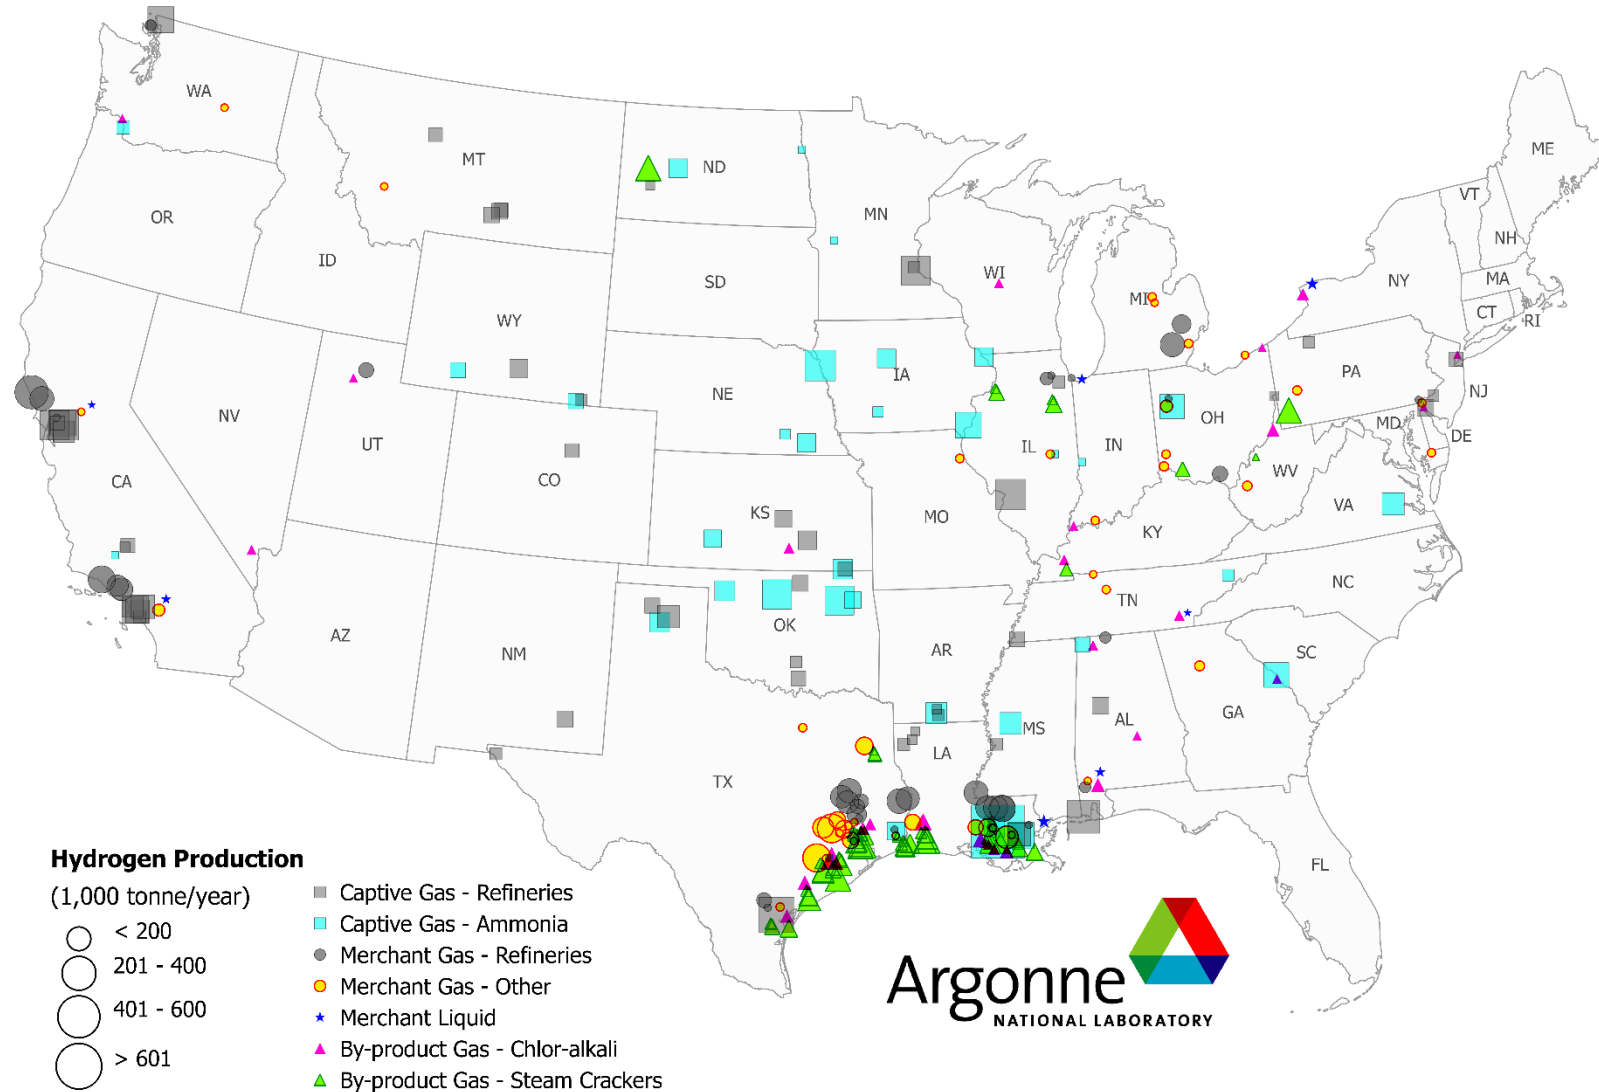 WA
ME
MT
ND
VT
OR
MN
NH
ID
WI
NY
MA
SD
MI
CT
RI
WY
IA
PA
NE
NJ
NV
OH
MD
UT
IL
IN
DE
CA
CO
WV
KS
MO
VA
KY
NC
TN
AZ
OK
NM
AR
SC
GA
MS
AL
LA
TX
FL
Hydrogen Production
(1,000 tonne/year)
< 200
201 - 400
401 - 600
> 601
Captive Gas - Refineries
Captive Gas - Ammonia
Merchant Gas - Refineries
Merchant Gas - Other
Merchant Liquid
By-product Gas - Chlor-alkali
By-product Gas - Steam Crackers
Argonne
NATIONAL LABORATORY